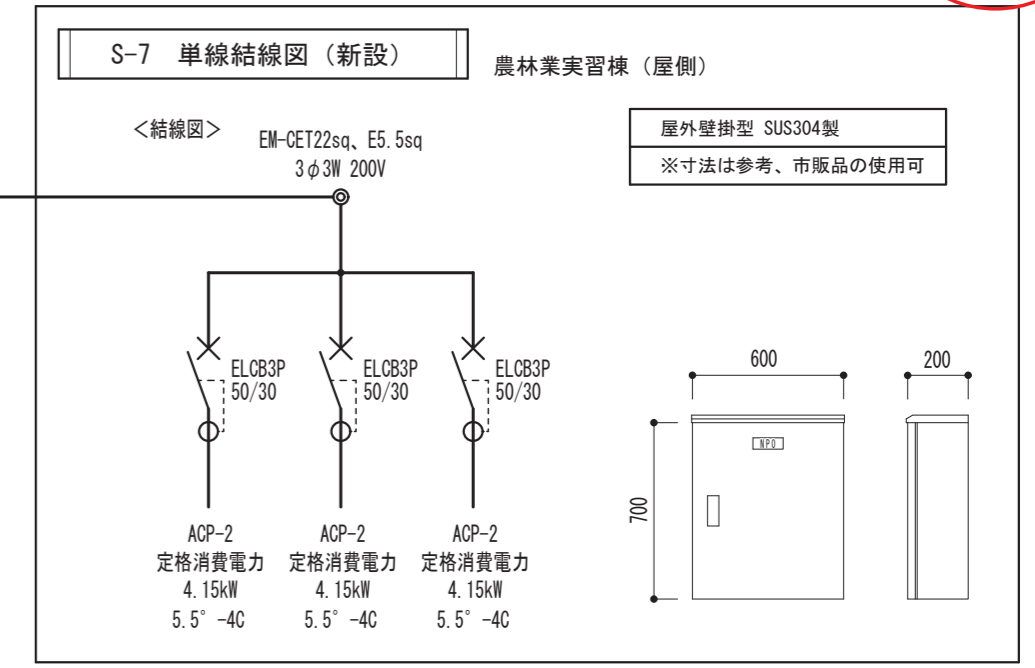 S-7 単線結線図（新設）
農林業実習棟（屋側）
＜結線図＞
EM-CET22sq、E5.5sq
3φ3W 200V
屋外壁掛型 SUS304製
※寸法は参考、市販品の使用可
ELCB3P
50/30
ELCB3P
50/30
ELCB3P
50/30
ACP-2
定格消費電力
4.15kW
5.5°-4C
ACP-2
定格消費電力
4.15kW
5.5°-4C
ACP-2
定格消費電力
4.15kW
5.5°-4C
600
200
700
NPO